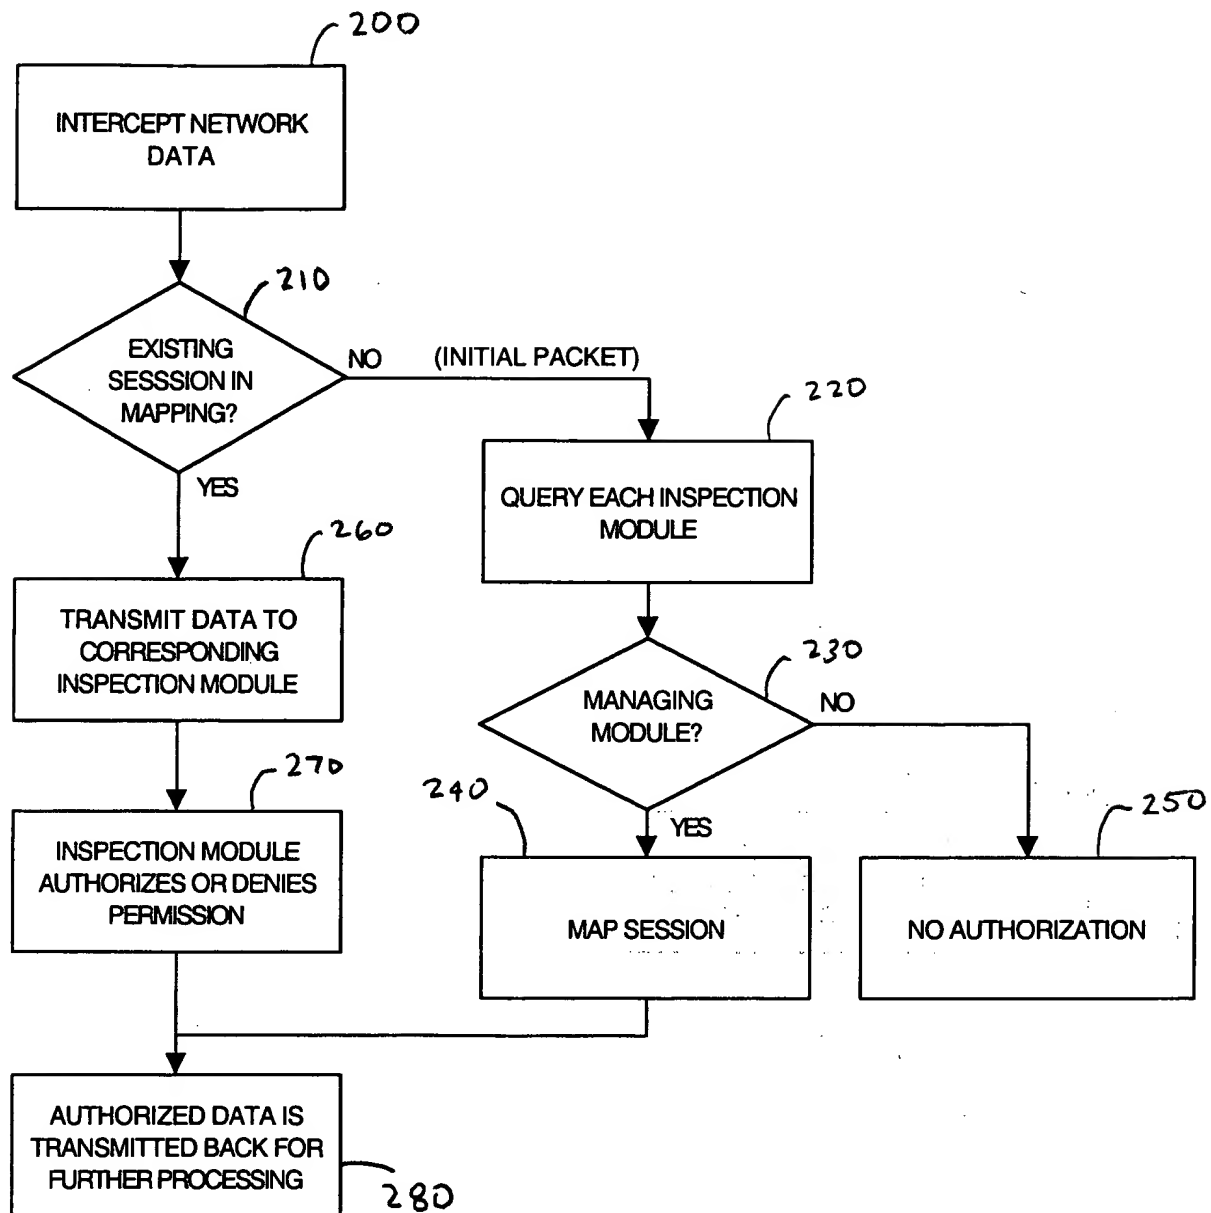 200
INTERCEPT NETWORK
DATA
210
EXISTING
SESSSION IN
MAPPING?
NO (INITIAL PACKET)
YES
220
QUERY EACH INSPECTION
MODULE
260
TRANSMIT DATA TO
CORRESPONDING
INSPECTION MODULE
230
MANAGING
MODULE?
NO
YES
270
INSPECTION MODULE
AUTHORIZES OR DENIES
PERMISSION
240
MAP SESSION
250
NO AUTHORIZATION
AUTHORIZED DATA IS
TRANSMITTED BACK FOR
FURTHER PROCESSING
280